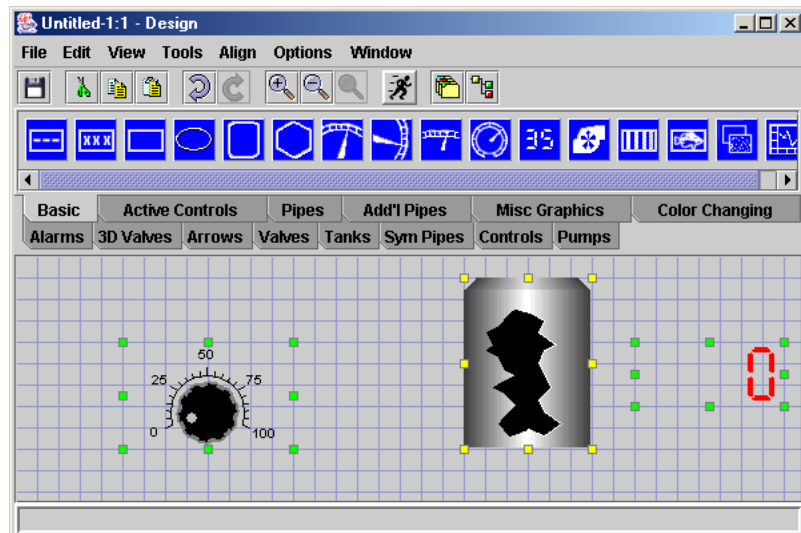 Untitled-1:1 - Design
File Edit View Tools Align Options Window
xxx 35
Basic Active Controls Pipes Add'l Pipes Misc Graphics Color Changing
Alarms 3D Valves Arrows Valves Tanks Sym Pipes Controls Pumps
50
25 75
0 100
0